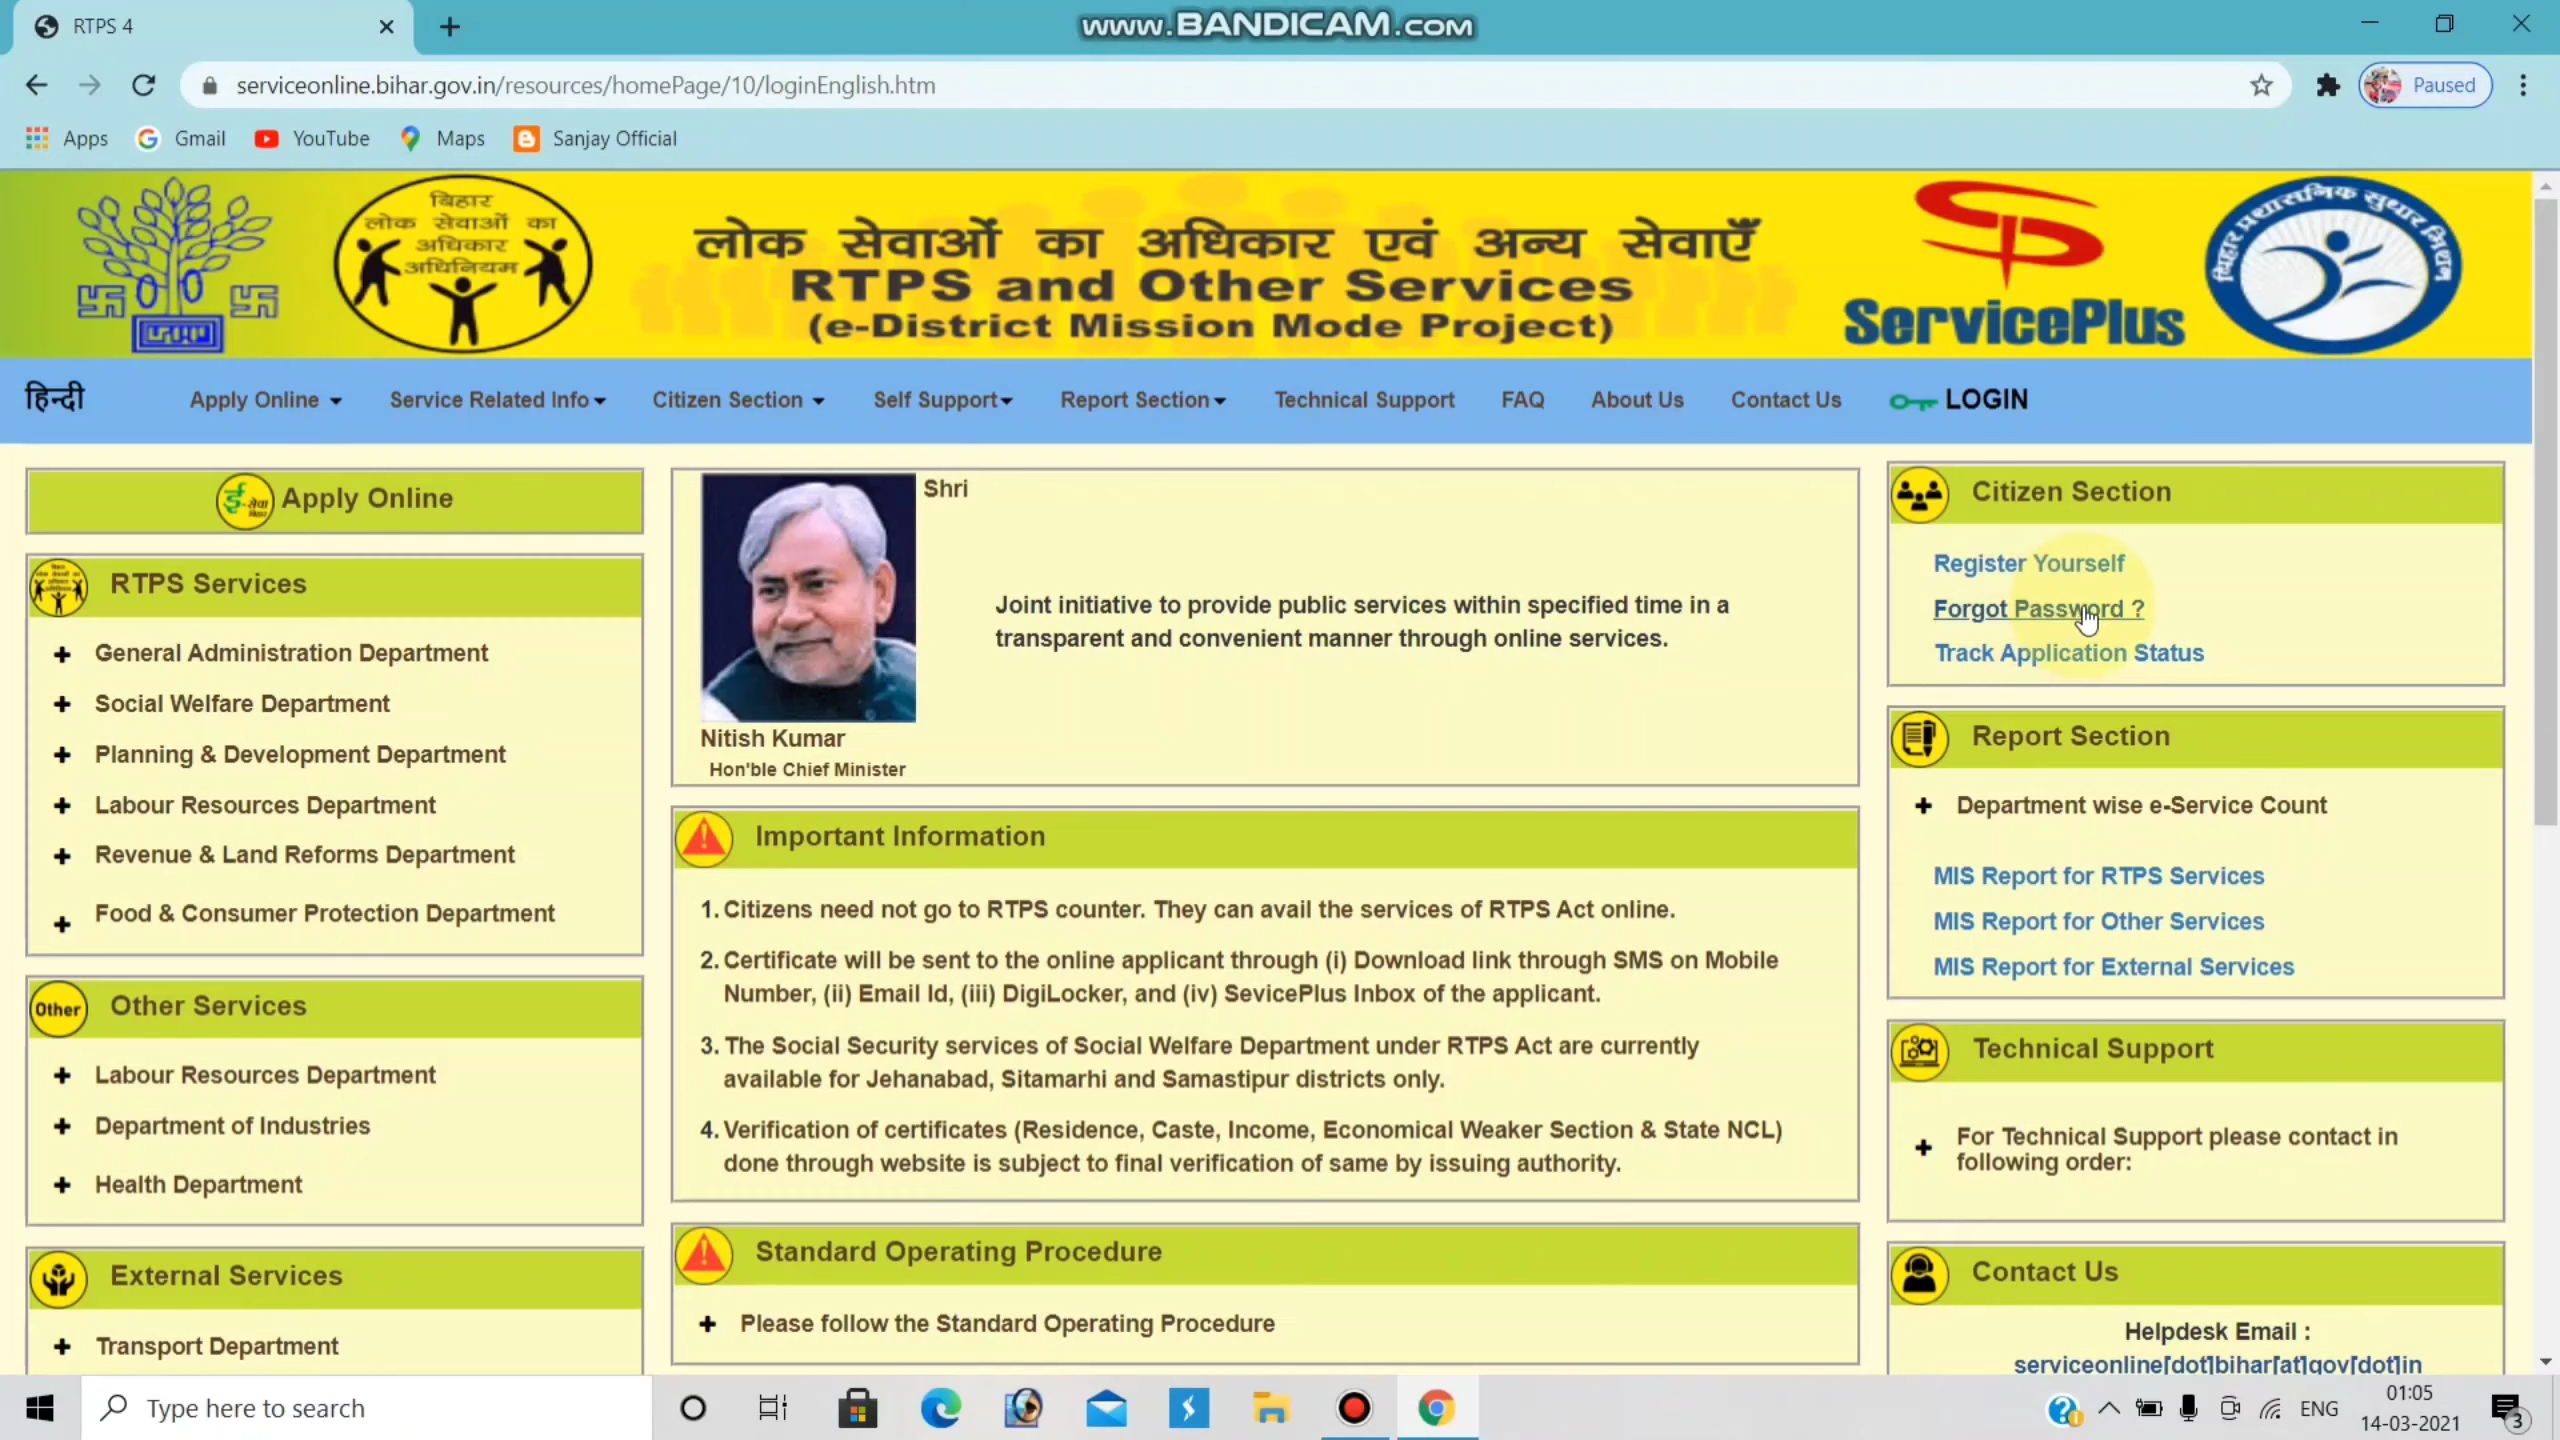 RTPS 4
www.BANDICAM.com
serviceonline.bihar.gov.in/resources/homePage/10/loginEnglish.htm
Paused
Apps
Gmail
YouTube
Maps
Sanjay Official
बिहार
लोक सेवाओं का
अधिकार
अधिनियम
लोक सेवाओं का अधिकार एवं अन्य सेवाएँ
RTPS and Other Services
(e-District Mission Mode Project)
ServicePlus
बिहार प्रशासनिक सुधार मिशन
हिन्दी
Apply Online
Service Related Info
Citizen Section
Self Support
Report Section
Technical Support
FAQ
About Us
Contact Us
LOGIN
ई-सेवा
बिहार
Apply Online
RTPS Services
General Administration Department
Social Welfare Department
Planning & Development Department
Labour Resources Department
Revenue & Land Reforms Department
Food & Consumer Protection Department
Other
Other Services
Labour Resources Department
Department of Industries
Health Department
External Services
Transport Department
Shri
Joint initiative to provide public services within specified time in a
transparent and convenient manner through online services.
Nitish Kumar
Hon'ble Chief Minister
Important Information
1. Citizens need not go to RTPS counter. They can avail the services of RTPS Act online.
2. Certificate will be sent to the online applicant through (i) Download link through SMS on Mobile
Number, (ii) Email Id, (iii) DigiLocker, and (iv) SevicePlus Inbox of the applicant.
3. The Social Security services of Social Welfare Department under RTPS Act are currently
available for Jehanabad, Sitamarhi and Samastipur districts only.
4. Verification of certificates (Residence, Caste, Income, Economical Weaker Section & State NCL)
done through website is subject to final verification of same by issuing authority.
Standard Operating Procedure
Please follow the Standard Operating Procedure
Citizen Section
Register Yourself
Forgot Password ?
Track Application Status
Report Section
Department wise e-Service Count
MIS Report for RTPS Services
MIS Report for Other Services
MIS Report for External Services
Technical Support
For Technical Support please contact in
following order:
Contact Us
Helpdesk Email :
serviceonline[dot]bihar[at]gov[dot]in
Type here to search
ENG
01:05
14-03-2021
3